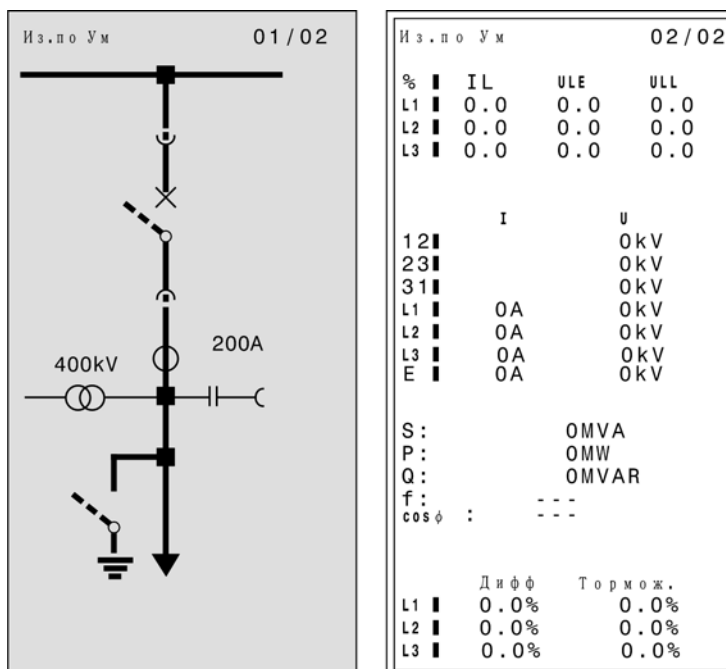 Из.по Ум 01/02
200A
400kV
Из.по Ум 02/02
% IL ULE ULL
L1 0.0 0.0 0.0
L2 0.0 0.0 0.0
L3 0.0 0.0 0.0
I U
12 0kV
23 0kV
31 0kV
L1 0A 0kV
L2 0A 0kV
L3 0A 0kV
E 0A 0kV
S: 0MVA
P: 0MW
Q: 0MVAR
f: ---
cosϕ : ---
Дифф Тормож.
L1 0.0% 0.0%
L2 0.0% 0.0%
L3 0.0% 0.0%